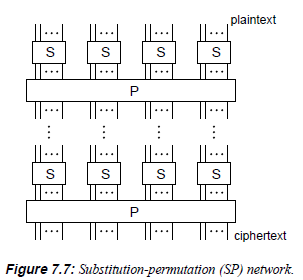 plaintext
S S S S
P
S S S S
P
ciphertext
Figure 7.7: Substitution-permutation (SP) network.